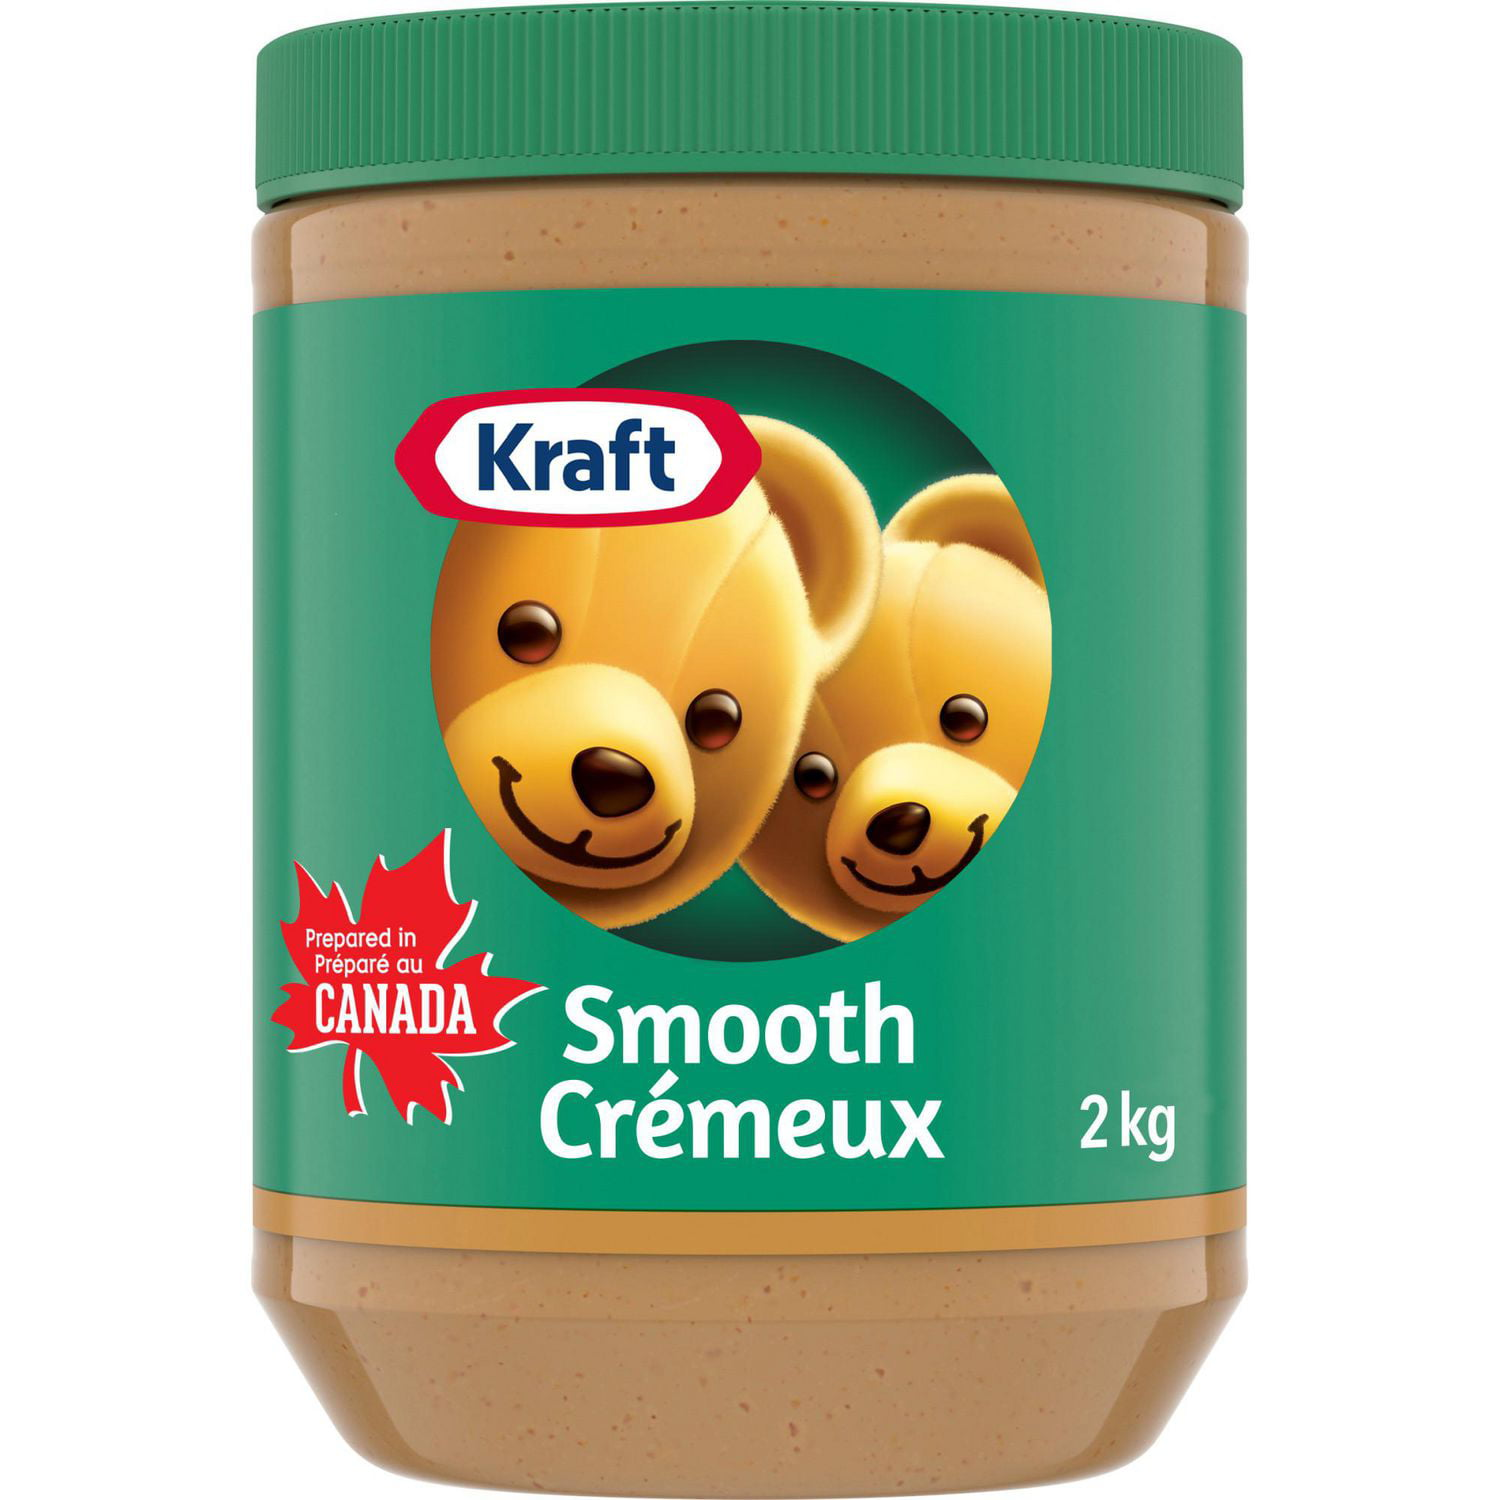 Kraft
Prepared in
Préparé au
CANADA
Smooth
Crémeux
2 kg